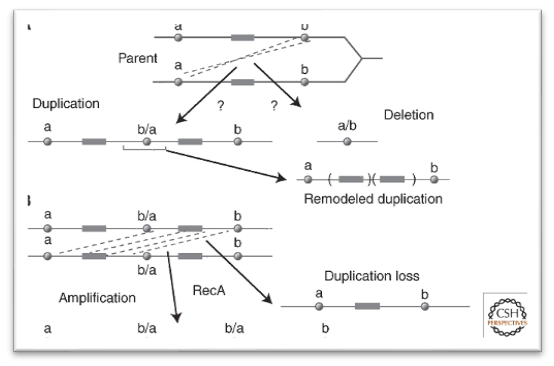 a b
Parent
a b
? ?
Duplication Deletion
a b/a b a/b
a ( )( ) b
Remodeled duplication
B
a b/a b
a b
b/a
Duplication loss
Amplification RecA a b
CSH
PERSPECTIVES
a b/a b/a b